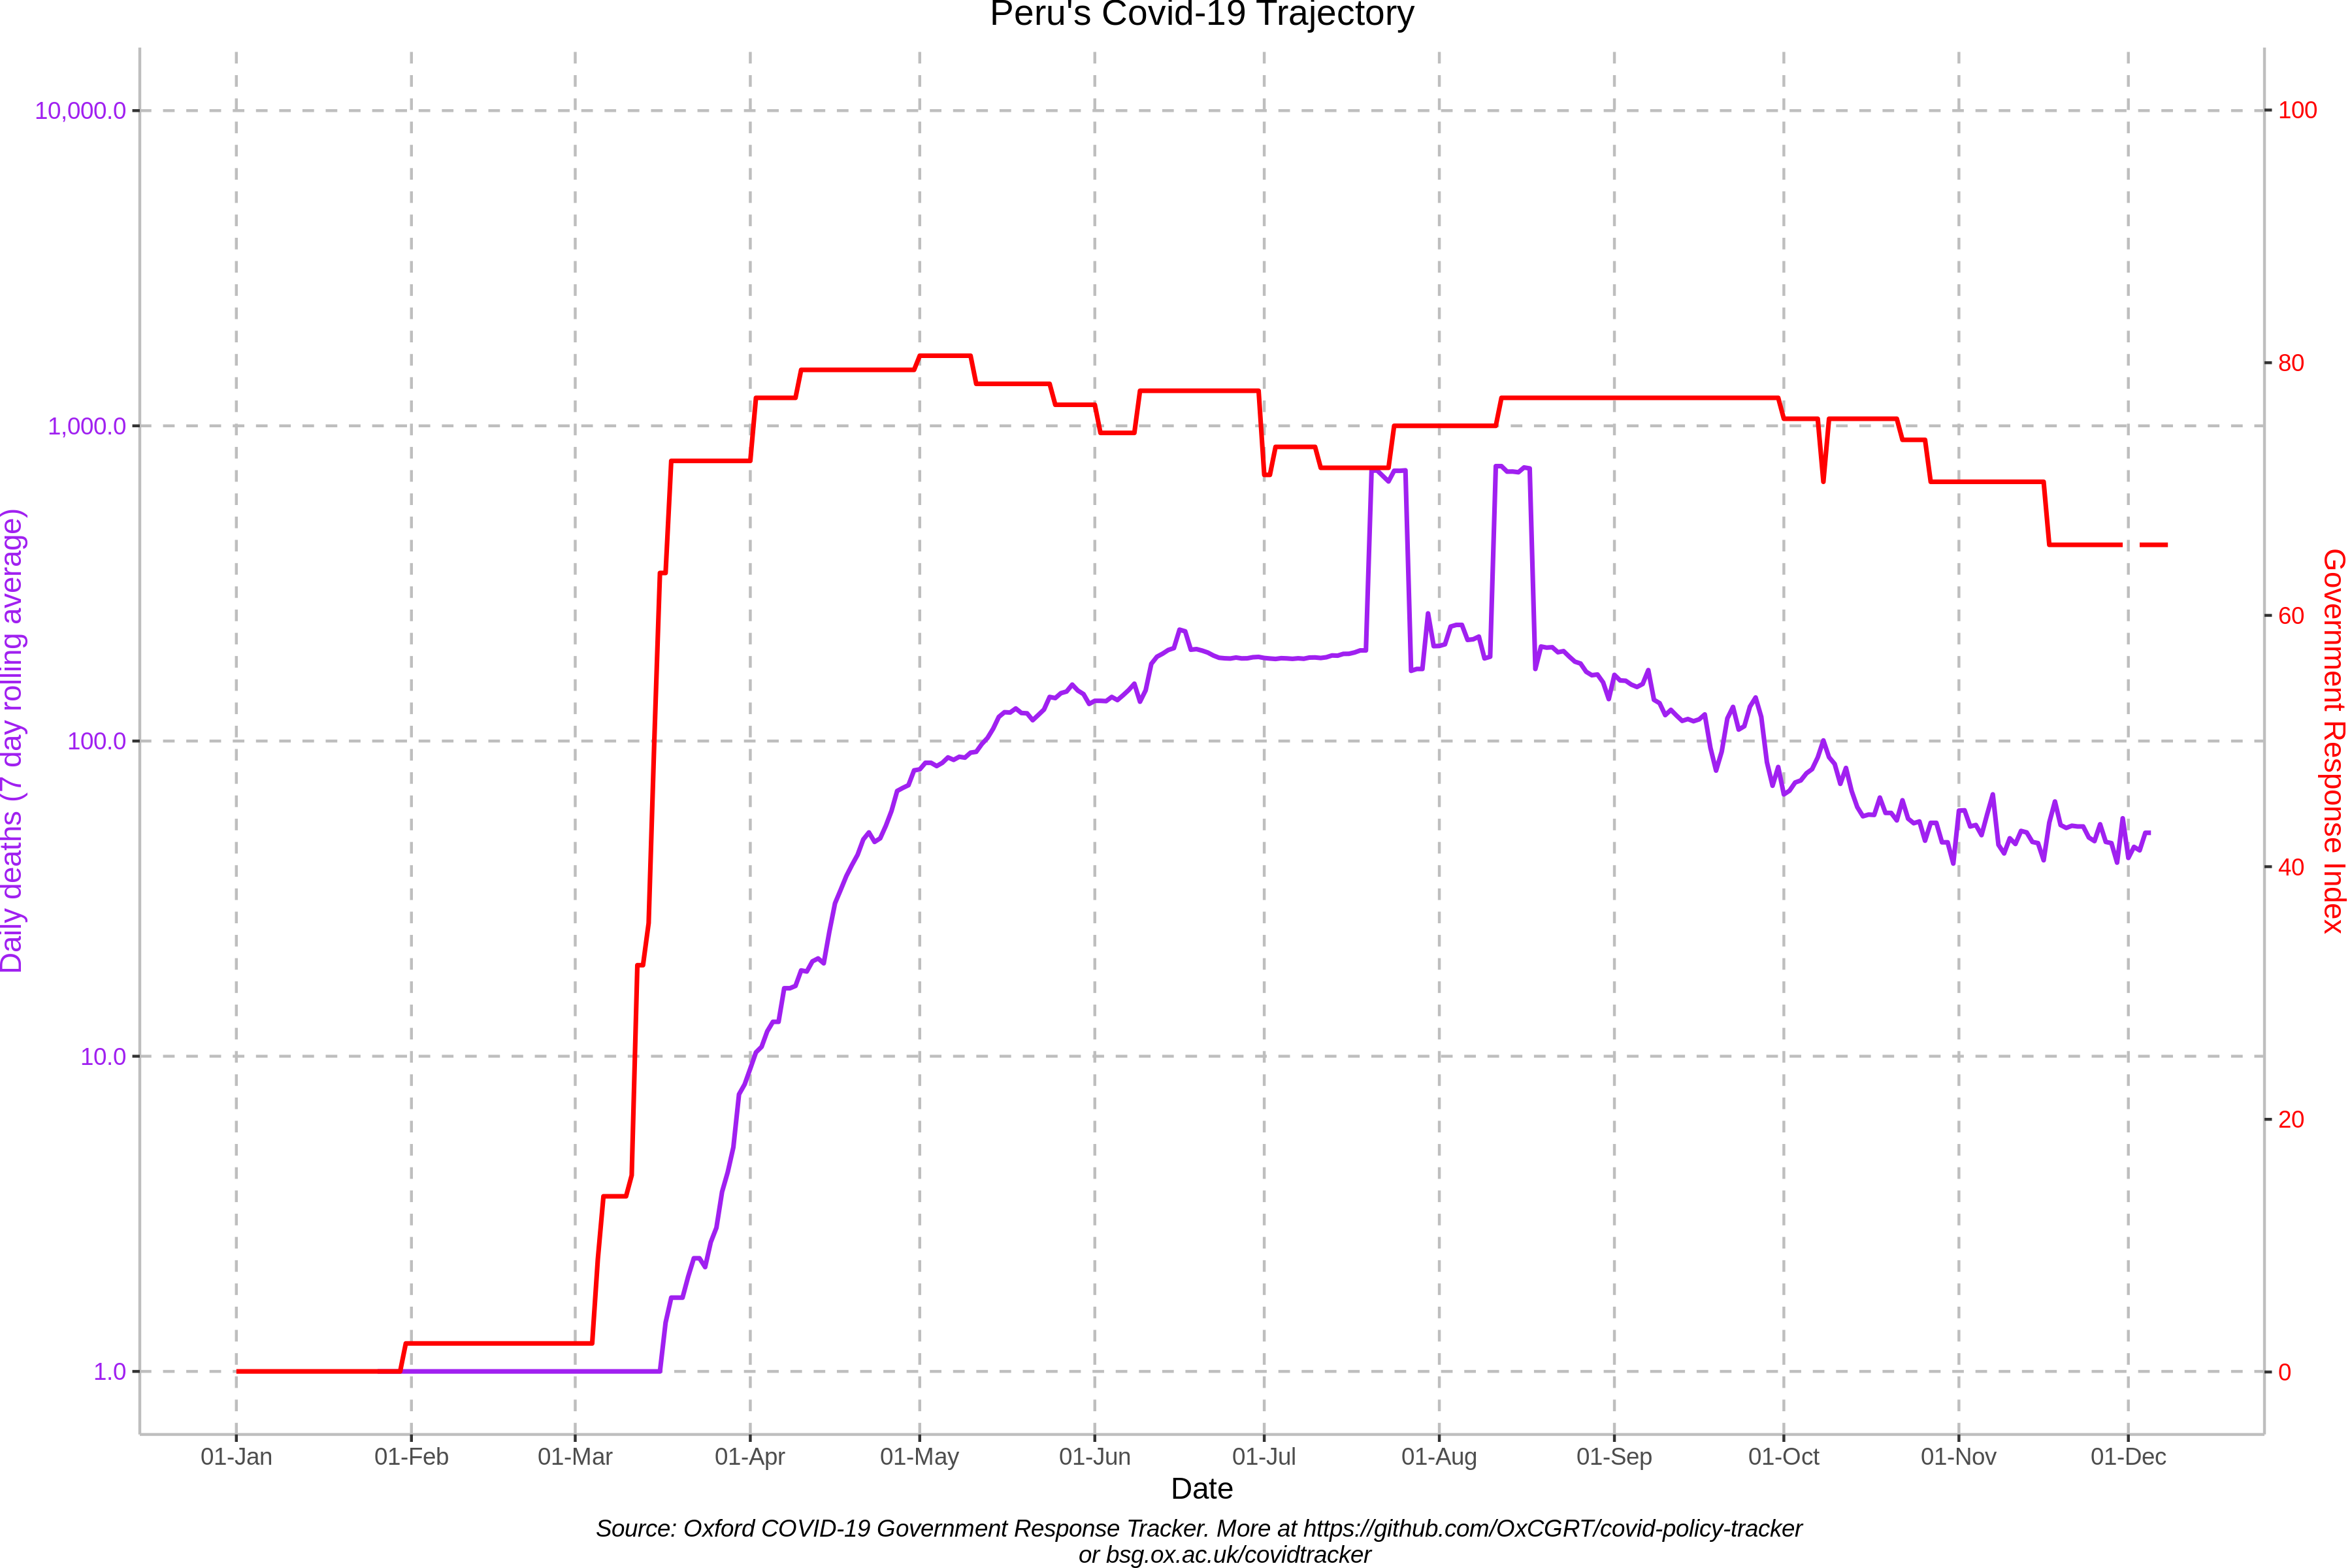 Peru's Covid-19 Trajectory
10,000.0
1,000.0
100.0
10.0
1.0
Daily deaths (7 day rolling average)
100
80
60
40
20
0
Government Response Index
01-Jan 01-Feb 01-Mar 01-Apr 01-May 01-Jun 01-Jul 01-Aug 01-Sep 01-Oct 01-Nov 01-Dec
Date
Source: Oxford COVID-19 Government Response Tracker. More at https://github.com/OxCGRT/covid-policy-tracker
or bsg.ox.ac.uk/covidtracker